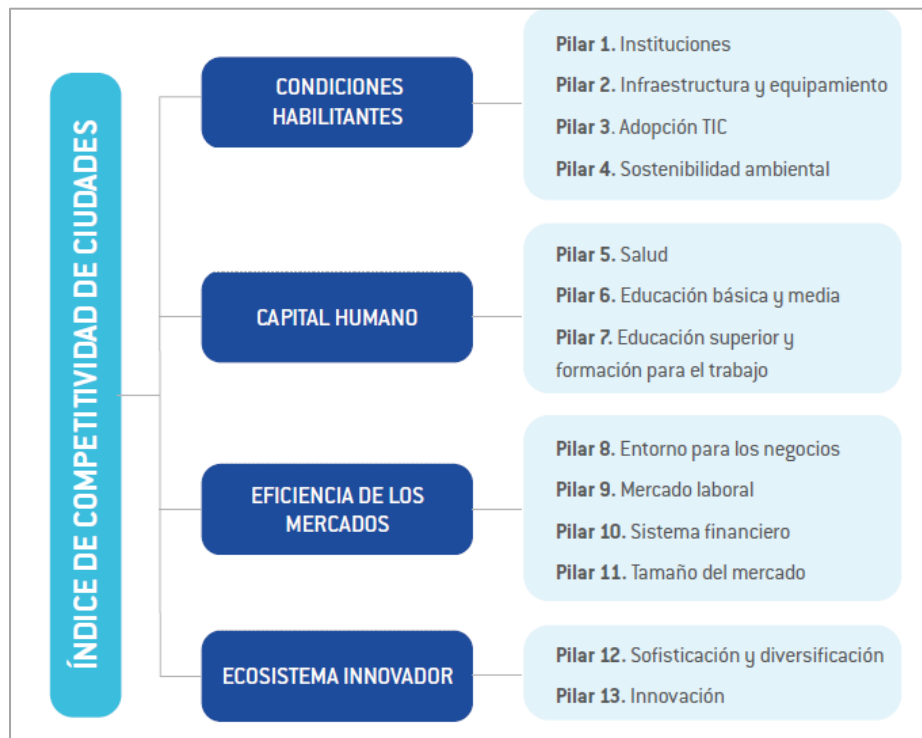 ÍNDICE DE COMPETITIVIDAD DE CIUDADES
CONDICIONES
HABILITANTES
Pilar 1. Instituciones
Pilar 2. Infraestructura y equipamiento
Pilar 3. Adopción TIC
Pilar 4. Sostenibilidad ambiental
CAPITAL HUMANO
Pilar 5. Salud
Pilar 6. Educación básica y media
Pilar 7. Educación superior y
formación para el trabajo
EFICIENCIA DE LOS
MERCADOS
Pilar 8. Entorno para los negocios
Pilar 9. Mercado laboral
Pilar 10. Sistema financiero
Pilar 11. Tamaño del mercado
ECOSISTEMA INNOVADOR
Pilar 12. Sofisticación y diversificación
Pilar 13. Innovación